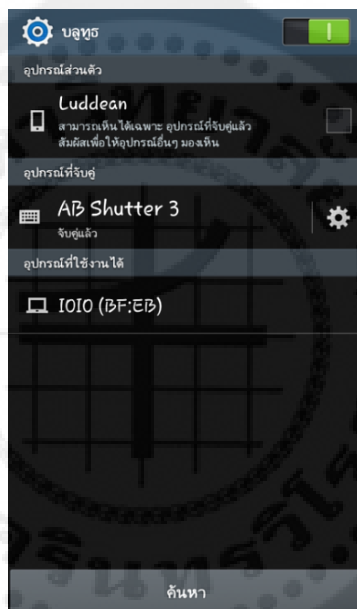 บลูทูธ
อุปกรณ์ส่วนตัว
Luddean
สามารถเห็นได้เฉพาะ อุปกรณ์ที่จับคู่แล้ว
สัมผัสเพื่อให้อุปกรณ์อื่นๆ มองเห็น
อุปกรณ์ที่จับคู่
AB Shutter 3
จับคู่แล้ว
อุปกรณ์ที่ใช้งานได้
IOIO (BF:EB)
ค้นหา